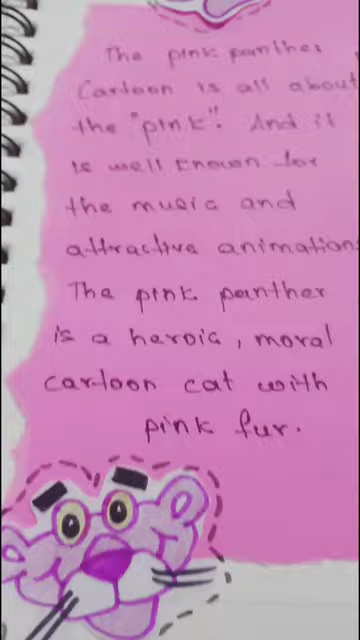 The pink panther
Cartoon is all about
the "pink". And it
is well known for
the music and
attractive animation
The pink panther
is a heroic, moral
cartoon cat with
pink fur.